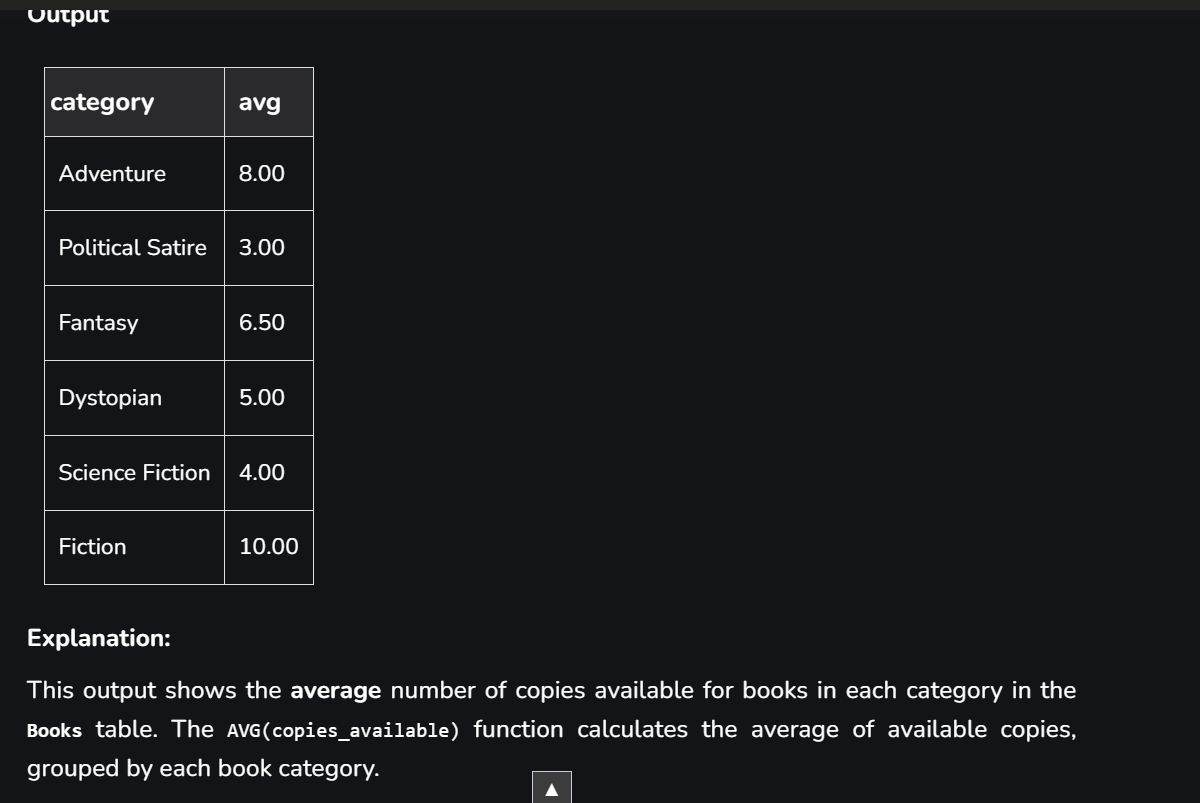 Output
category avg
Adventure 8.00
Political Satire 3.00
Fantasy 6.50
Dystopian 5.00
Science Fiction 4.00
Fiction 10.00
Explanation:
This output shows the average number of copies available for books in each category in the
Books table. The AVG(copies_available) function calculates the average of available copies,
grouped by each book category.